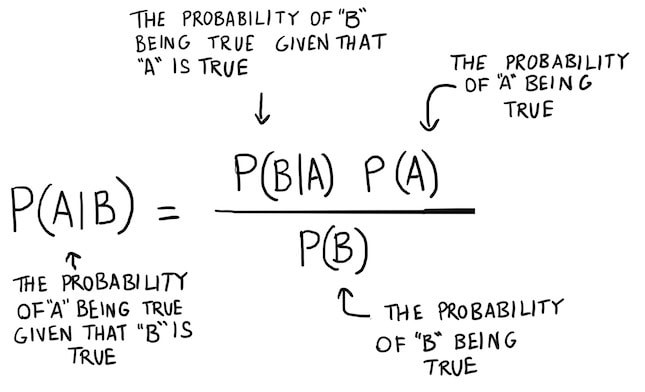 THE PROBABILITY OF "B"
BEING TRUE GIVEN THAT
"A" IS TRUE
THE PROBABILITY
OF "A" BEING
TRUE
P(A|B) = P(B|A) P(A)
P(B)
THE PROBABILITY
OF "A" BEING TRUE
GIVEN THAT "B" IS
TRUE
THE PROBABILITY
OF "B" BEING
TRUE